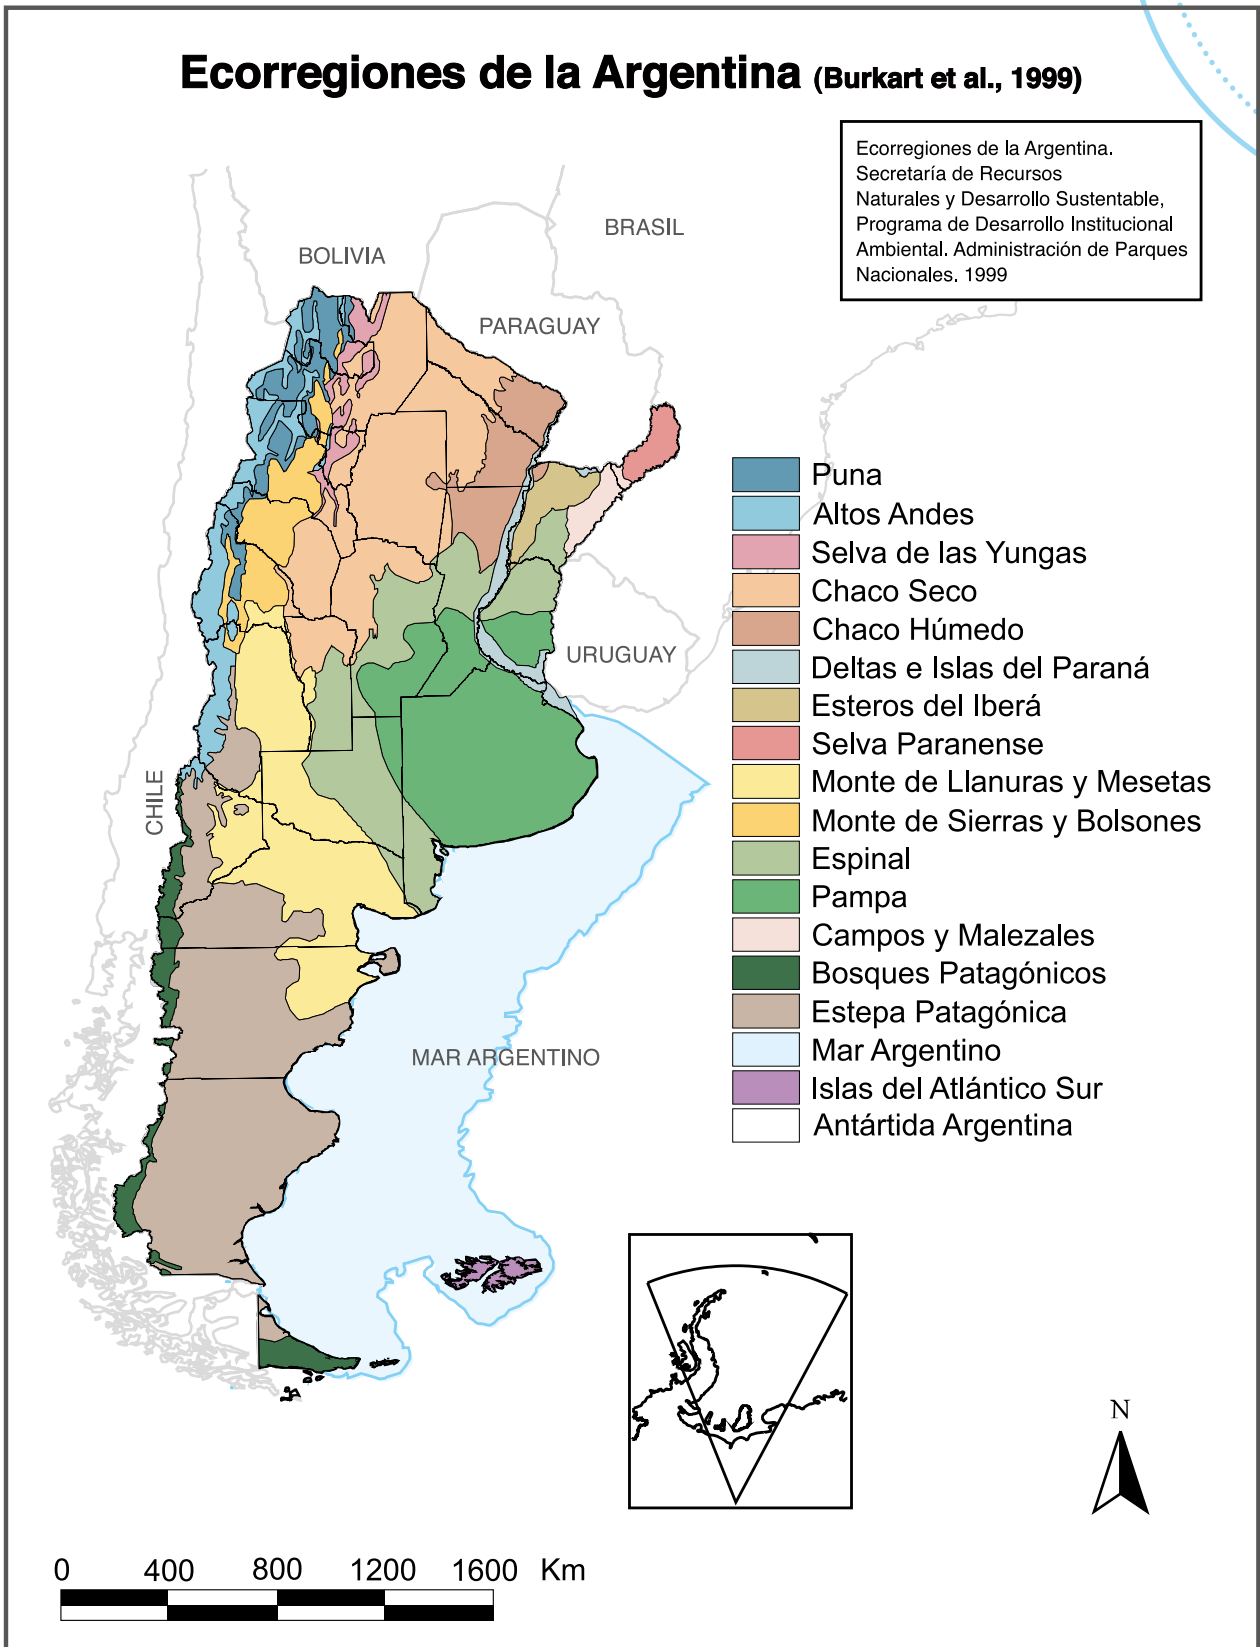 Ecorregiones de la Argentina (Burkart et al., 1999)
Ecorregiones de la Argentina.
Secretaría de Recursos
Naturales y Desarrollo Sustentable,
Programa de Desarrollo Institucional
Ambiental. Administración de Parques
Nacionales. 1999
BRASIL
BOLIVIA
PARAGUAY
URUGUAY
CHILE
MAR ARGENTINO
Puna
Altos Andes
Selva de las Yungas
Chaco Seco
Chaco Húmedo
Deltas e Islas del Paraná
Esteros del Iberá
Selva Paranense
Monte de Llanuras y Mesetas
Monte de Sierras y Bolsones
Espinal
Pampa
Campos y Malezales
Bosques Patagónicos
Estepa Patagónica
Mar Argentino
Islas del Atlántico Sur
Antártida Argentina
N
0 400 800 1200 1600 Km